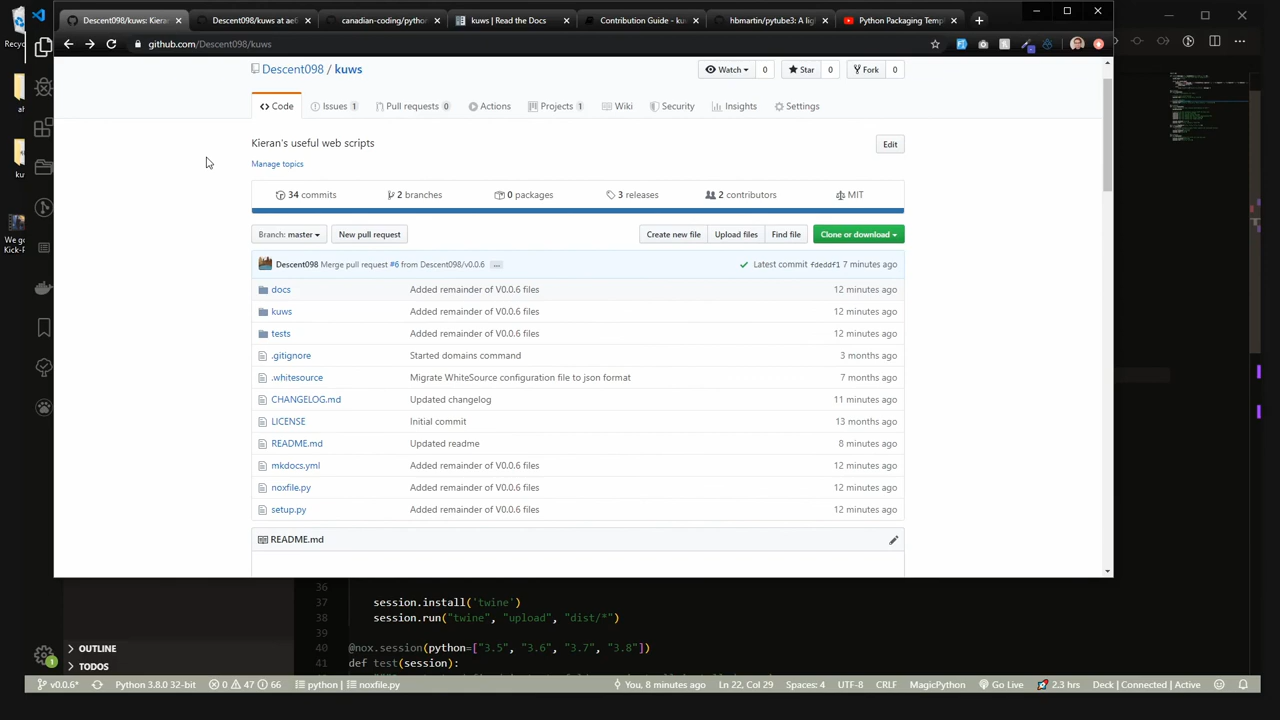 Descent098/kuws: Kieran
Descent098/kuws at ae6
canadian-coding/python
kuws | Read the Docs
Contribution Guide - kuws
hbmartin/pytube3: A lig
Python Packaging Temp
github.com/Descent098/kuws
Descent098 / kuws
Watch 0
Star 0
Fork 0
Code
Issues 1
Pull requests 0
Actions
Projects 1
Wiki
Security
Insights
Settings
Kieran's useful web scripts
Edit
Manage topics
34 commits
2 branches
0 packages
3 releases
2 contributors
MIT
Branch: master
New pull request
Create new file
Upload files
Find file
Clone or download
Descent098 Merge pull request #6 from Descent098/v0.0.6 ...
Latest commit fdeddf1 7 minutes ago
docs Added remainder of V0.0.6 files 12 minutes ago
kuws Added remainder of V0.0.6 files 12 minutes ago
tests Added remainder of V0.0.6 files 12 minutes ago
.gitignore Started domains command 3 months ago
.whitesource Migrate WhiteSource configuration file to json format 7 months ago
CHANGELOG.md Updated changelog 11 minutes ago
LICENSE Initial commit 13 months ago
README.md Updated readme 8 minutes ago
mkdocs.yml Added remainder of V0.0.6 files 12 minutes ago
noxfile.py Added remainder of V0.0.6 files 12 minutes ago
setup.py Added remainder of V0.0.6 files 12 minutes ago
README.md
Recyc
We go
Kick-F
36
37 session.install('twine')
38 session.run("twine", "upload", "dist/*")
39
40 @nox.session(python=["3.5", "3.6", "3.7", "3.8"])
41 def test(session):
OUTLINE
TODOS
1
v0.0.6*
Python 3.8.0 32-bit
0 47 66
python | noxfile.py
You, 8 minutes ago
Ln 22, Col 29
Spaces: 4
UTF-8
CRLF
MagicPython
Go Live
2.3 hrs
Deck | Connected | Active